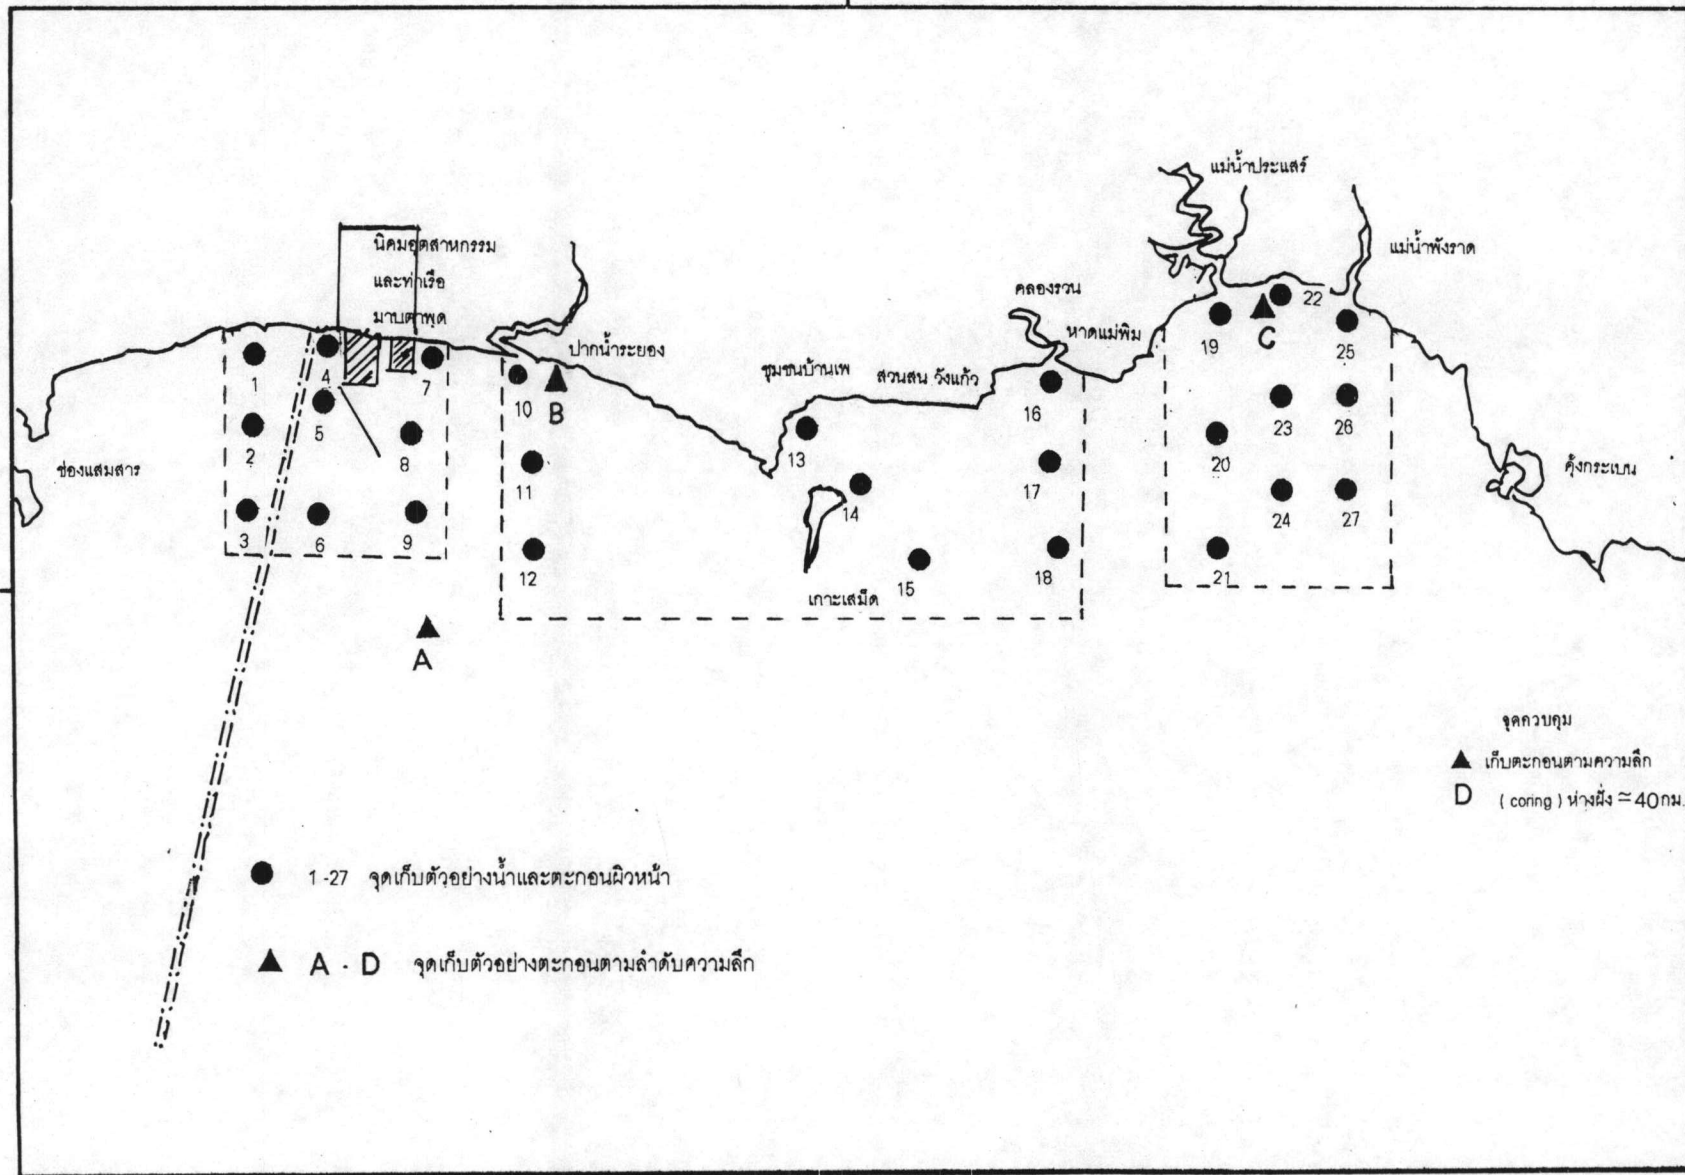 แม่น้ำประแสร์
นิคมอุตสาหกรรม
และท่าเรือ
มาบตาพุด
แม่น้ำพังราด
คลองรวน
หาดแม่พิม
ปากน้ำระยอง
ชุมชนบ้านเพ
สวนสน วังแก้ว
ช่องแสมสาร
คุ้งกระเบน
เกาะเสม็ด
1
2
3
4
5
6
7
8
9
10
11
12
13
14
15
16
17
18
19
20
21
22
23
24
25
26
27
A
B
C
จุดควบคุม
▲ เก็บตะกอนตามความลึก
D ( coring ) ห่างฝั่ง ≃ 40 กม.
● 1-27 จุดเก็บตัวอย่างน้ำและตะกอนผิวหน้า
▲ A - D จุดเก็บตัวอย่างตะกอนตามลำดับความลึก